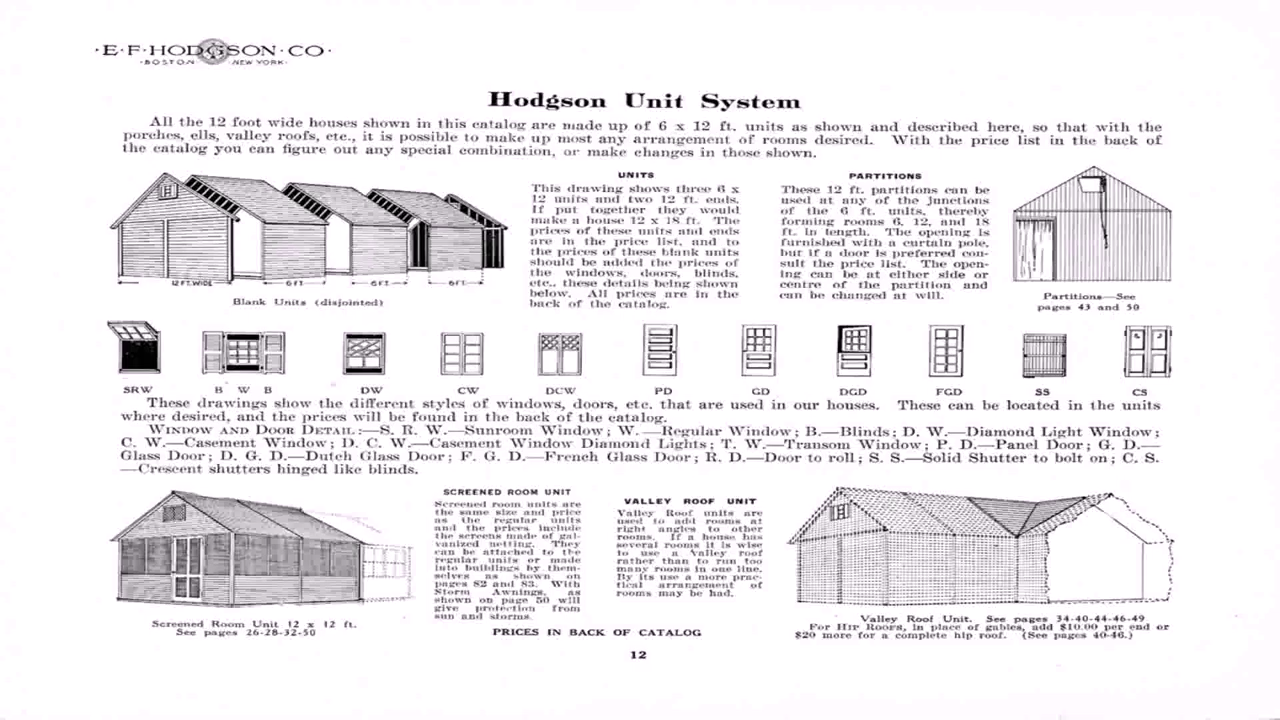 · E · F · HODGSON · CO ·
· BOSTON · NEW YORK ·
Hodgson Unit System
All the 12 foot wide houses shown in this catalog are made up of 6 x 12 ft. units as shown and described here, so that with the
porches, ells, valley roofs, etc., it is possible to make up most any arrangement of rooms desired. With the price list in the back of
the catalog you can figure out any special combination, or make changes in those shown.
12 FT. WIDE
6 FT.
6 FT.
6 FT.
Blank Units (disjointed)
UNITS
This drawing shows three 6 x
12 units and two 12 ft. ends.
If put together they would
make a house 12 x 18 ft. The
prices of these units and ends
are in the price list, and to
the prices of these blank units
should be added the prices of
the windows, doors, blinds,
etc., these details being shown
below. All prices are in the
back of the catalog.
PARTITIONS
These 12 ft. partitions can be
used at any of the junctions
of the 6 ft. units, thereby
forming rooms 6, 12, and 18
ft. in length. The opening is
furnished with a curtain pole,
but if a door is preferred con-
sult the price list. The open-
ing can be at either side or
centre of the partition and
can be changed at will.
Partitions—See
pages 43 and 50
SRW B W B DW CW DCW PD GD DGD FGD SS CS
These drawings show the different styles of windows, doors, etc. that are used in our houses. These can be located in the units
where desired, and the prices will be found in the back of the catalog.
WINDOW AND DOOR DETAIL:—S. R. W.—Sunroom Window; W.—Regular Window; B.—Blinds; D. W.—Diamond Light Window;
C. W.—Casement Window; D. C. W.—Casement Window Diamond Lights; T. W.—Transom Window; P. D.—Panel Door; G. D.—
Glass Door; D. G. D.—Dutch Glass Door; F. G. D.—French Glass Door; R. D.—Door to roll; S. S.—Solid Shutter to bolt on; C. S.
—Crescent shutters hinged like blinds.
Screened Room Unit 12 x 12 ft.
See pages 26-28-32-50
SCREENED ROOM UNIT
Screened room units are
the same size and price
as the regular units
and the prices include
the screens made of gal-
vanized netting. They
can be attached to the
regular units or made
into buildings by them-
selves as shown on
pages 82 and 83. With
Storm Awnings, as
shown on page 50 will
give protection from
sun and storms.
VALLEY ROOF UNIT
Valley Roof units are
used to add rooms at
right angles to other
rooms. If a house has
several rooms it is wise
to use a Valley roof
rather than to run too
many rooms in one line.
By its use a more prac-
tical arrangement of
rooms may be had.
Valley Roof Unit. See pages 34-40-44-46-49
For Hip Roofs, in place of gables, add $10.00 per end or
$20 more for a complete hip roof. (See pages 40-46.)
PRICES IN BACK OF CATALOG
12